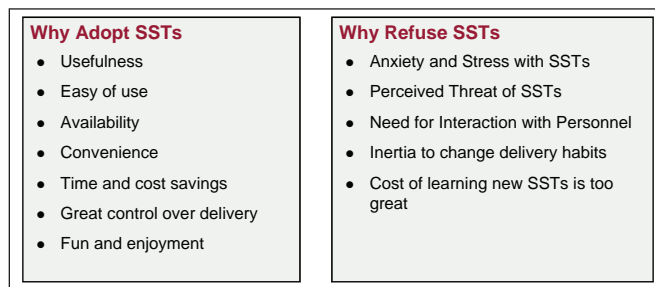 Why Adopt SSTs
● Usefulness
● Easy of use
● Availability
● Convenience
● Time and cost savings
● Great control over delivery
● Fun and enjoyment
Why Refuse SSTs
● Anxiety and Stress with SSTs
● Perceived Threat of SSTs
● Need for Interaction with Personnel
● Inertia to change delivery habits
● Cost of learning new SSTs is too
great